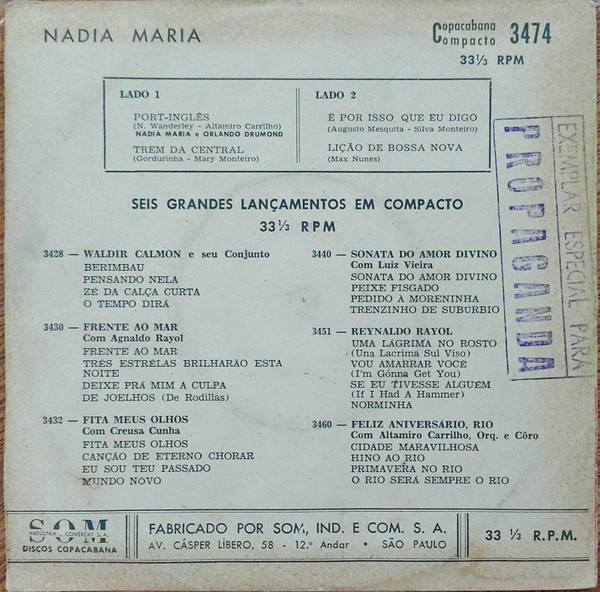 NADIA MARIA
Copacabana
Compacto 3474
33⅓ RPM
LADO 1
PORT-INGLÊS
(N. Wanderley - Altamiro Carrilho)
NADIA MARIA e ORLANDO DRUMOND
TREM DA CENTRAL
(Gordurinha - Mary Monteiro)
LADO 2
É POR ISSO QUE EU DIGO
(Augusto Mesquita - Silva Monteiro)
LIÇÃO DE BOSSA NOVA
(Max Nunes)
EXEMPLAR ESPECIAL PARA
PROPAGANDA
SEIS GRANDES LANÇAMENTOS EM COMPACTO
33⅓ RPM
3428 — WALDIR CALMON e seu Conjunto
BERIMBAU
PENSANDO NELA
ZÉ DA CALÇA CURTA
O TEMPO DIRÁ
3430 — FRENTE AO MAR
Com Agnaldo Rayol
FRENTE AO MAR
TRÊS ESTRÊLAS BRILHARÃO ESTA
NOITE
DEIXE PRÁ MIM A CULPA
DE JOELHOS (De Rodillas)
3432 — FITA MEUS OLHOS
Com Creusa Cunha
FITA MEUS OLHOS
CANÇÃO DE ETERNO CHORAR
EU SOU TEU PASSADO
MUNDO NOVO
3440 — SONATA DO AMOR DIVINO
Com Luiz Vieira
SONATA DO AMOR DIVINO
PEIXE FISGADO
PEDIDO À MORENINHA
TRENZINHO DE SUBÚRBIO
3451 — REYNALDO RAYOL
UMA LÁGRIMA NO ROSTO
(Una Lacrima Sul Viso)
VOU AMARRAR VOCÊ
(I'm Gónna Get You)
SE EU TIVESSE ALGUÉM
(If I Had A Hammer)
NORMINHA
3460 — FELIZ ANIVERSÁRIO, RIO
Com Altamiro Carrilho, Orq. e Côro
CIDADE MARAVILHOSA
HINO AO RIO
PRIMAVERA NO RIO
O RIO SERÁ SEMPRE O RIO
SOM
INDÚSTRIA COMÉRCIO S.A.
DISCOS COPACABANA
FABRICADO POR SOM, IND. E COM. S. A.
AV. CÁSPER LÍBERO, 58 - 12.º Andar • SÃO PAULO
33 ⅓ R.P.M.